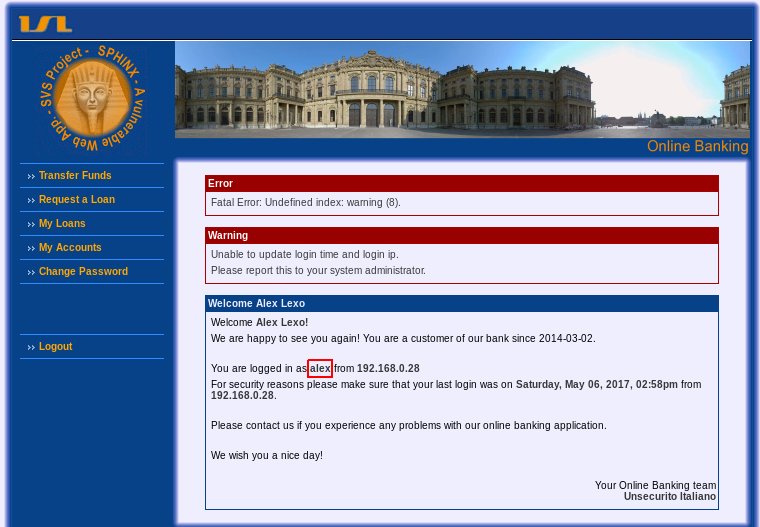 ISL
SVS Project - SPHINX - A vulnerable Web App -
Online Banking
Transfer Funds
Request a Loan
My Loans
My Accounts
Change Password
Logout
Error
Fatal Error: Undefined index: warning (8).
Warning
Unable to update login time and login ip.
Please report this to your system administrator.
Welcome Alex Lexo
Welcome Alex Lexo!
We are happy to see you again! You are a customer of our bank since 2014-03-02.
You are logged in as alex from 192.168.0.28
For security reasons please make sure that your last login was on Saturday, May 06, 2017, 02:58pm from
192.168.0.28.
Please contact us if you experience any problems with our online banking application.
We wish you a nice day!
Your Online Banking team
Unsecurito Italiano